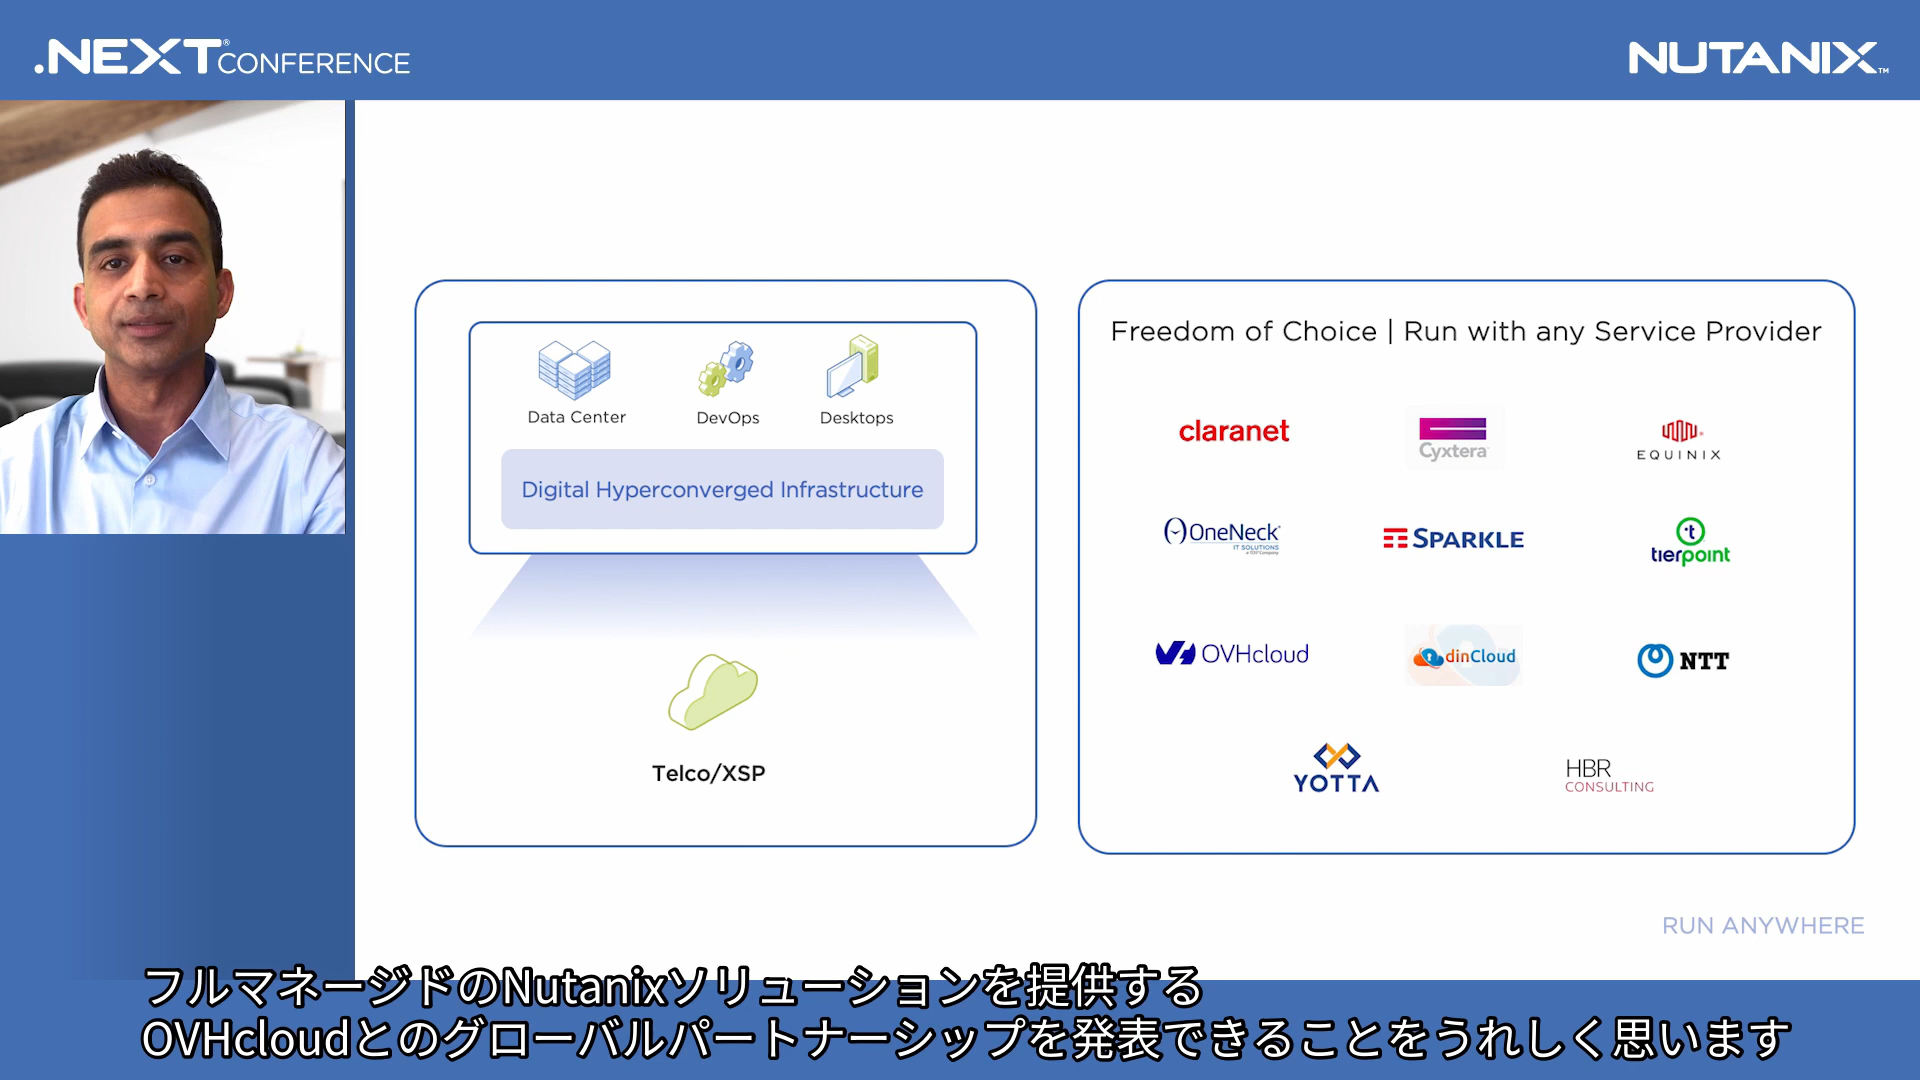 .NEXT® CONFERENCE
NUTANIX™
Data Center
DevOps
Desktops
Digital Hyperconverged Infrastructure
Telco/XSP
Freedom of Choice | Run with any Service Provider
claranet
Cyxtera
EQUINIX
OneNeck
IT SOLUTIONS
SPARKLE
tierpoint
OVHcloud
dinCloud
NTT
YOTTA
HBR
CONSULTING
RUN ANYWHERE
フルマネージドのNutanixソリューションを提供する
OVHcloudとのグローバルパートナーシップを発表できることをうれしく思います